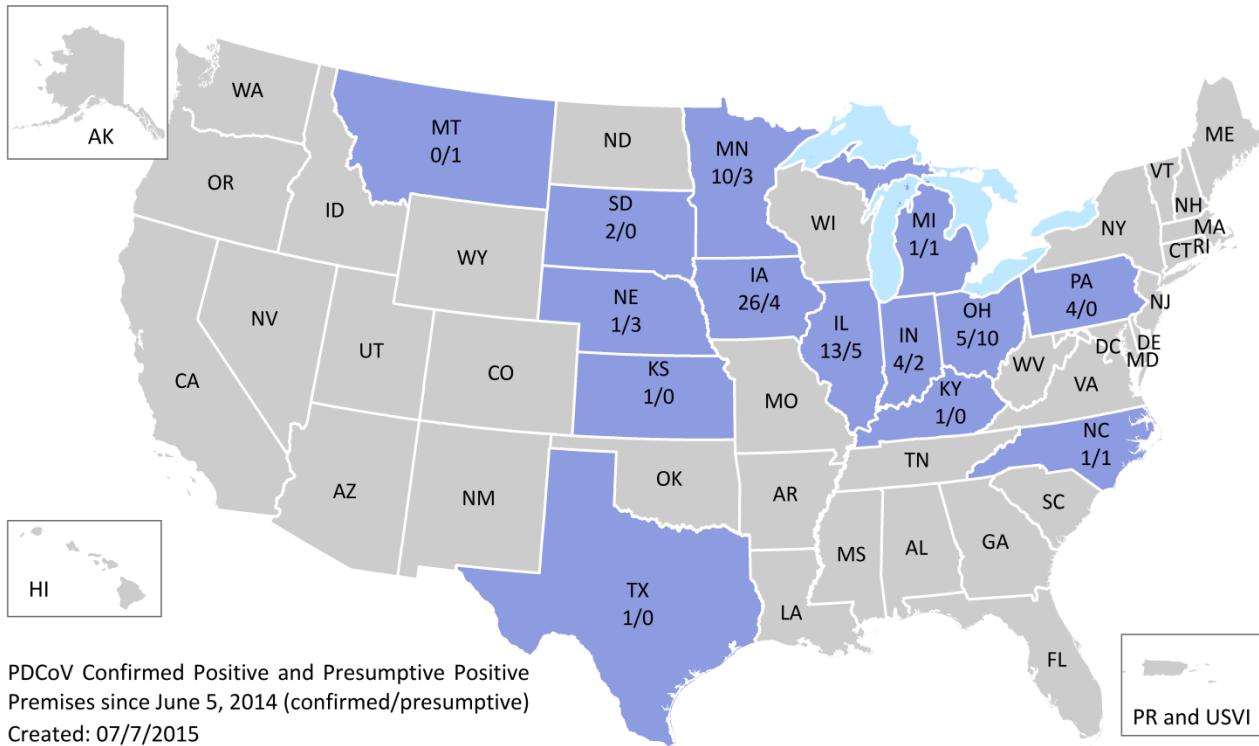 AK
WA
MT
0/1
ND
MN
10/3
ME
OR
ID
SD
2/0
WI
MI
1/1
VT
NH
NY
MA
CT
RI
WY
NE
1/3
IA
26/4
PA
4/0
NJ
NV
UT
CO
KS
1/0
IL
13/5
IN
4/2
OH
5/10
DE
DC
MD
WV
VA
CA
MO
KY
1/0
NC
1/1
AZ
NM
OK
AR
TN
SC
MS
AL
GA
HI
TX
1/0
LA
FL
PDCoV Confirmed Positive and Presumptive Positive
Premises since June 5, 2014 (confirmed/presumptive)
Created: 07/7/2015
PR and USVI